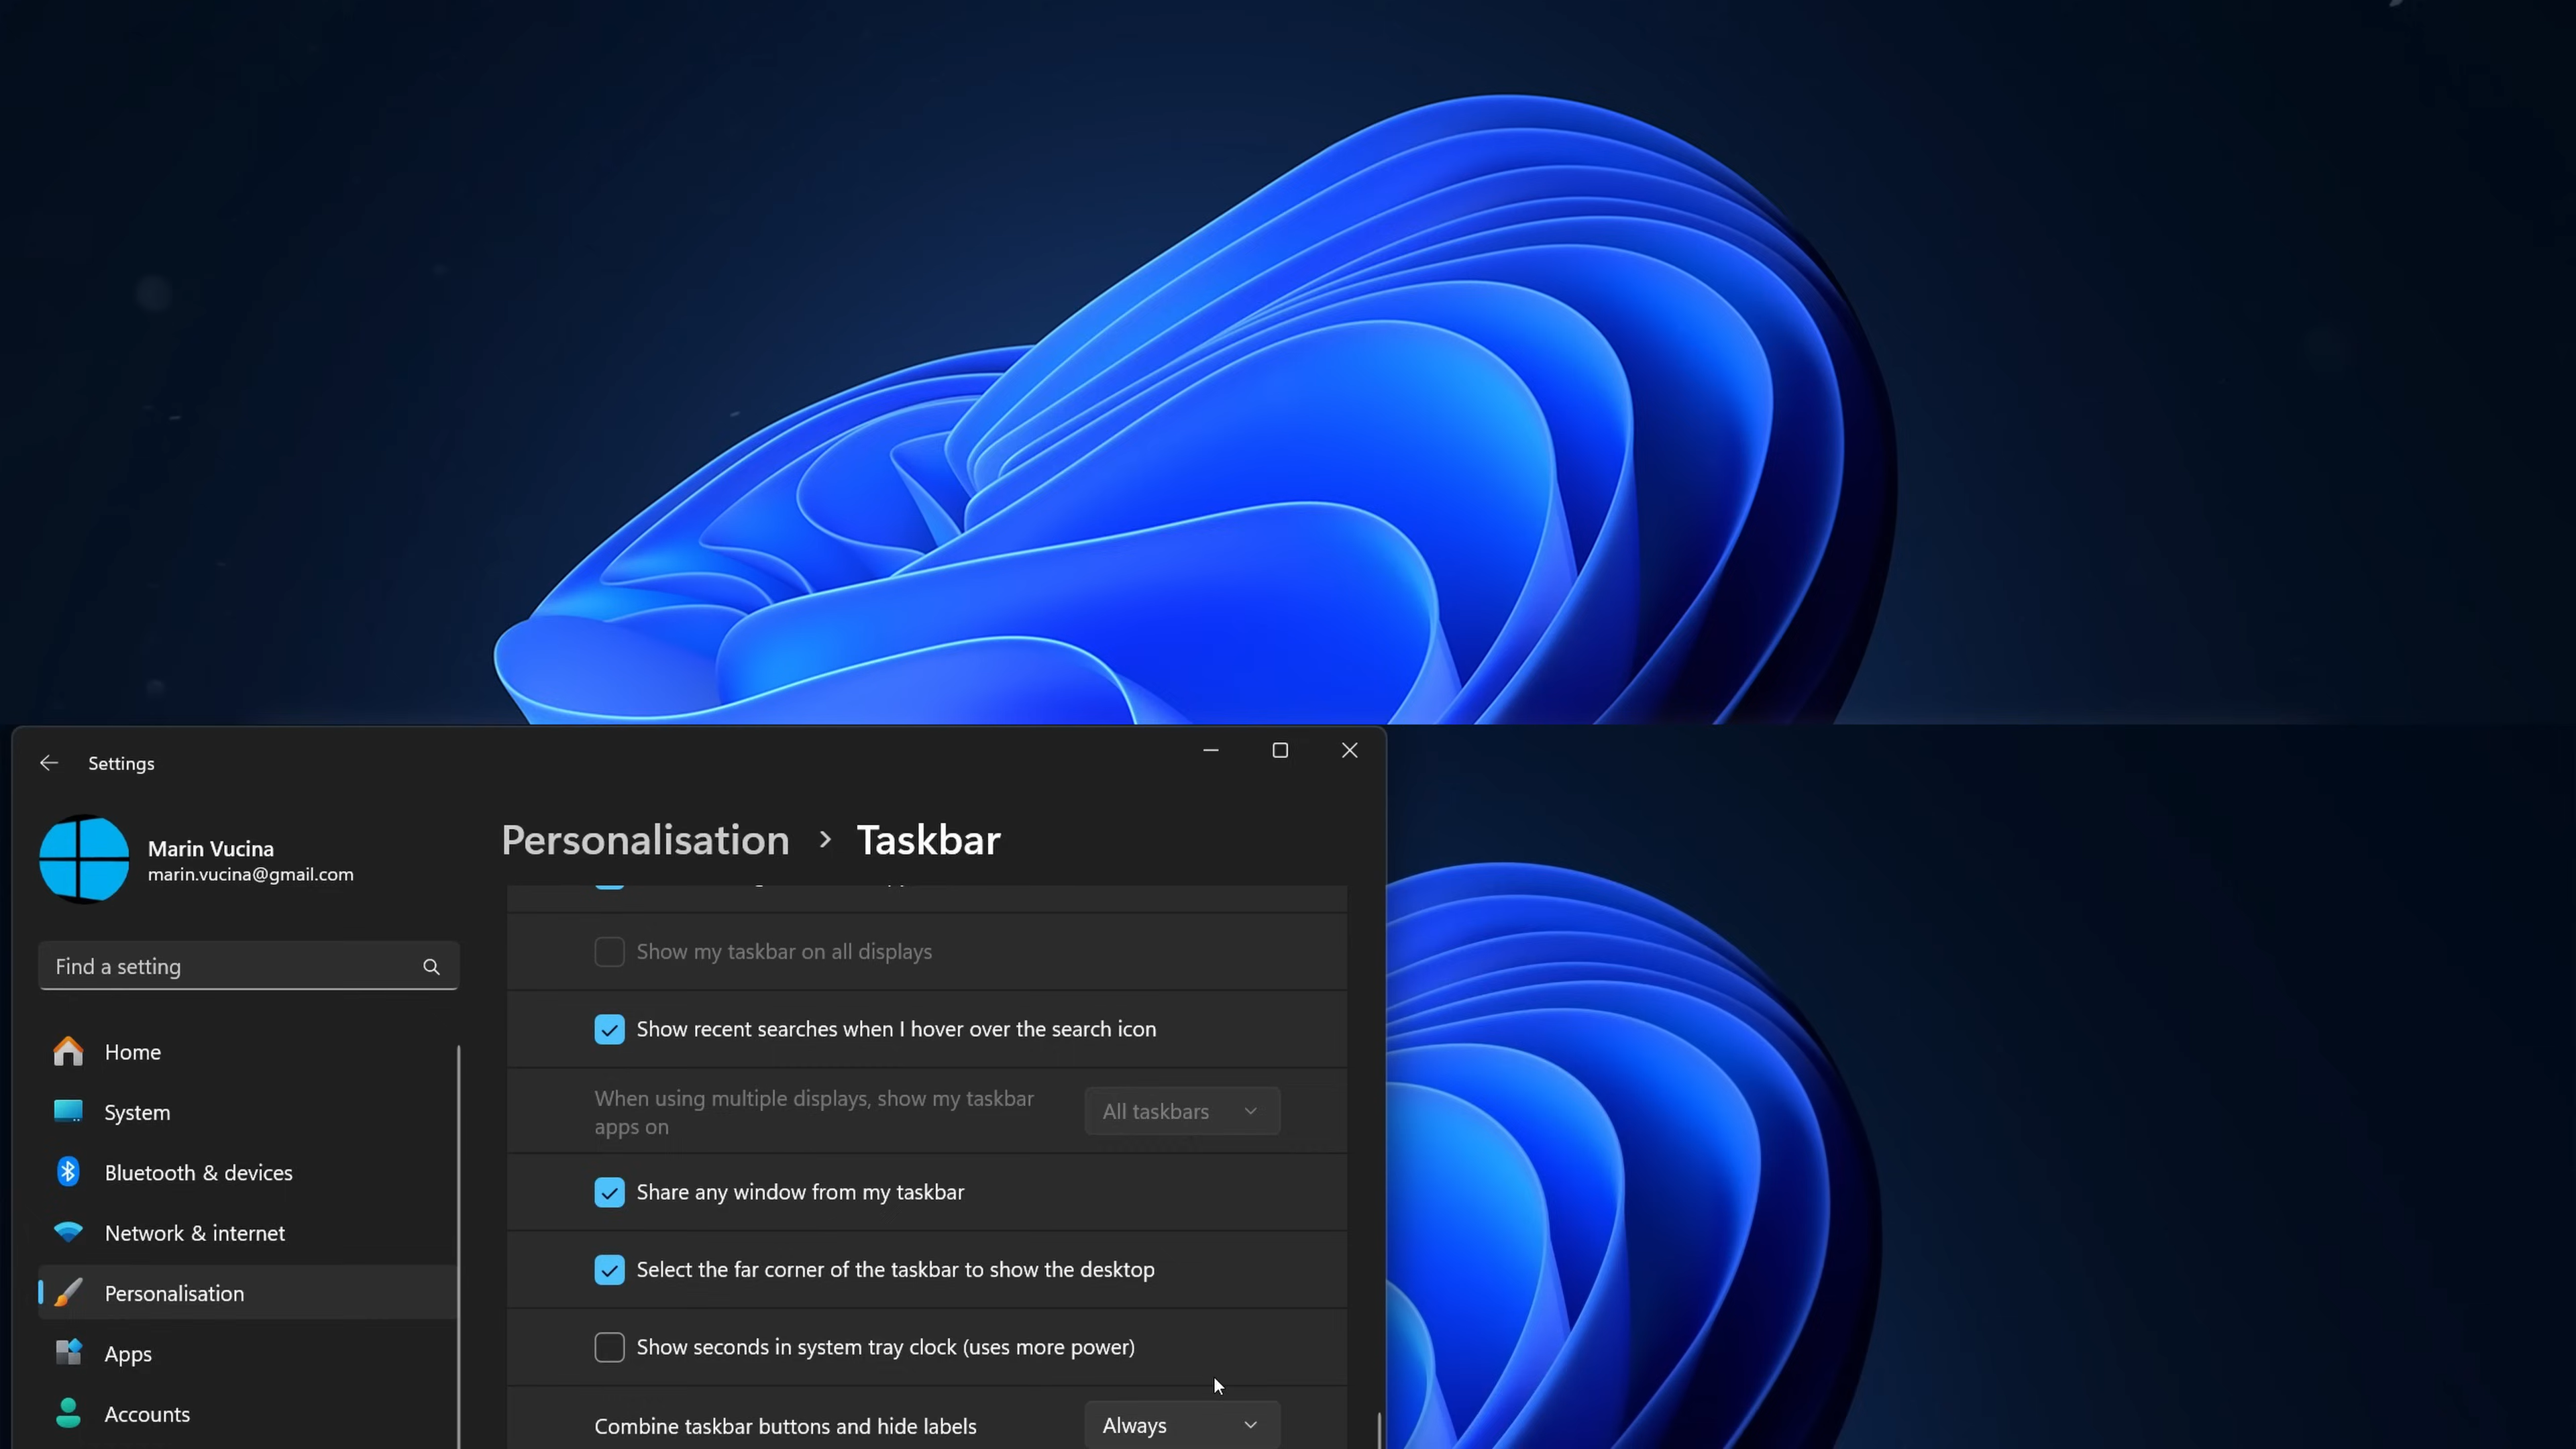 Settings
Marin Vucina
marin.vucina@gmail.com
Find a setting
Home
System
Bluetooth & devices
Network & internet
Personalisation
Apps
Accounts
Personalisation > Taskbar
Show my taskbar on all displays
Show recent searches when I hover over the search icon
When using multiple displays, show my taskbar
apps on
All taskbars
Share any window from my taskbar
Select the far corner of the taskbar to show the desktop
Show seconds in system tray clock (uses more power)
Combine taskbar buttons and hide labels
Always